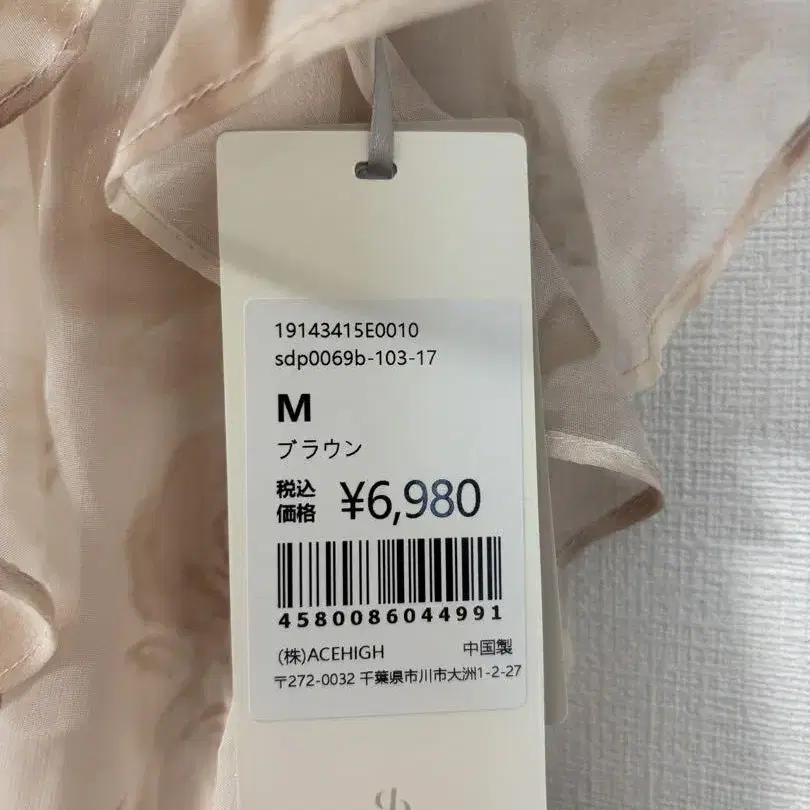 19143415E0010
sdp0069b-103-17
M
ブラウン
税込価格 ¥6,980
4580086044991
(株)ACEHIGH 中国製
〒272-0032 千葉県市川市大洲1-2-27